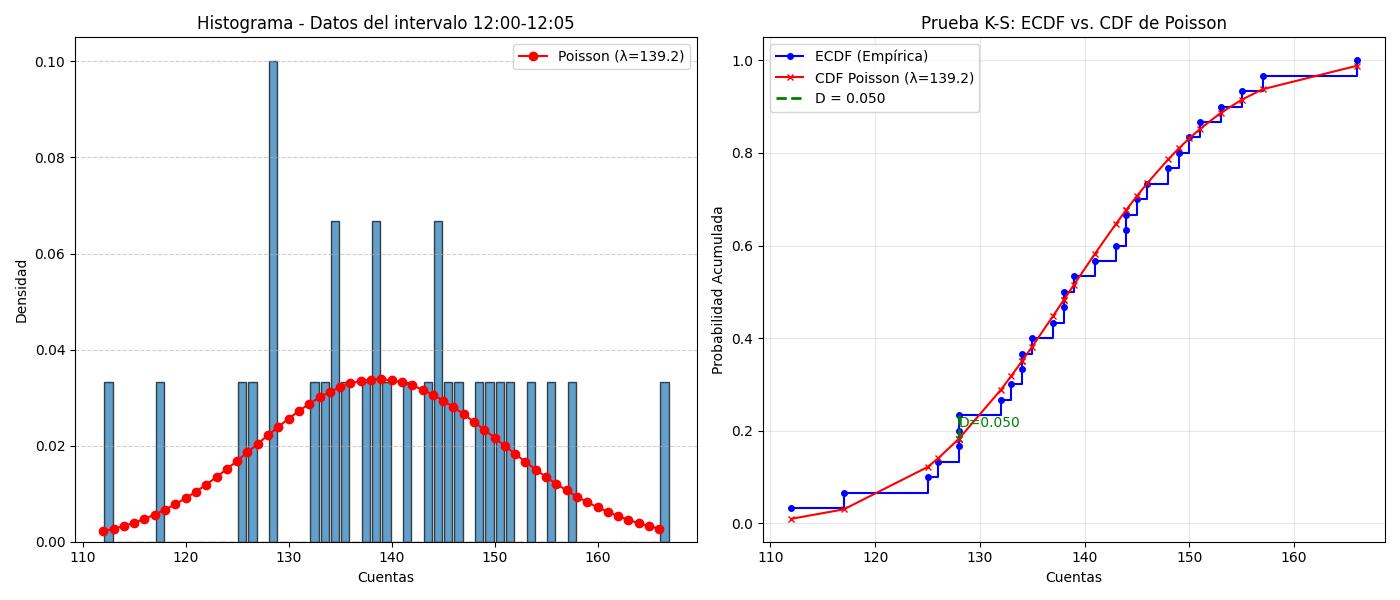 Histograma - Datos del intervalo 12:00-12:05
Poisson (λ=139.2)
Densidad
0.10
0.08
0.06
0.04
0.02
0.00
110 120 130 140 150 160
Cuentas
Prueba K-S: ECDF vs. CDF de Poisson
ECDF (Empírica)
CDF Poisson (λ=139.2)
D = 0.050
Probabilidad Acumulada
1.0
0.8
0.6
0.4
0.2
0.0
D=0.050
110 120 130 140 150 160
Cuentas